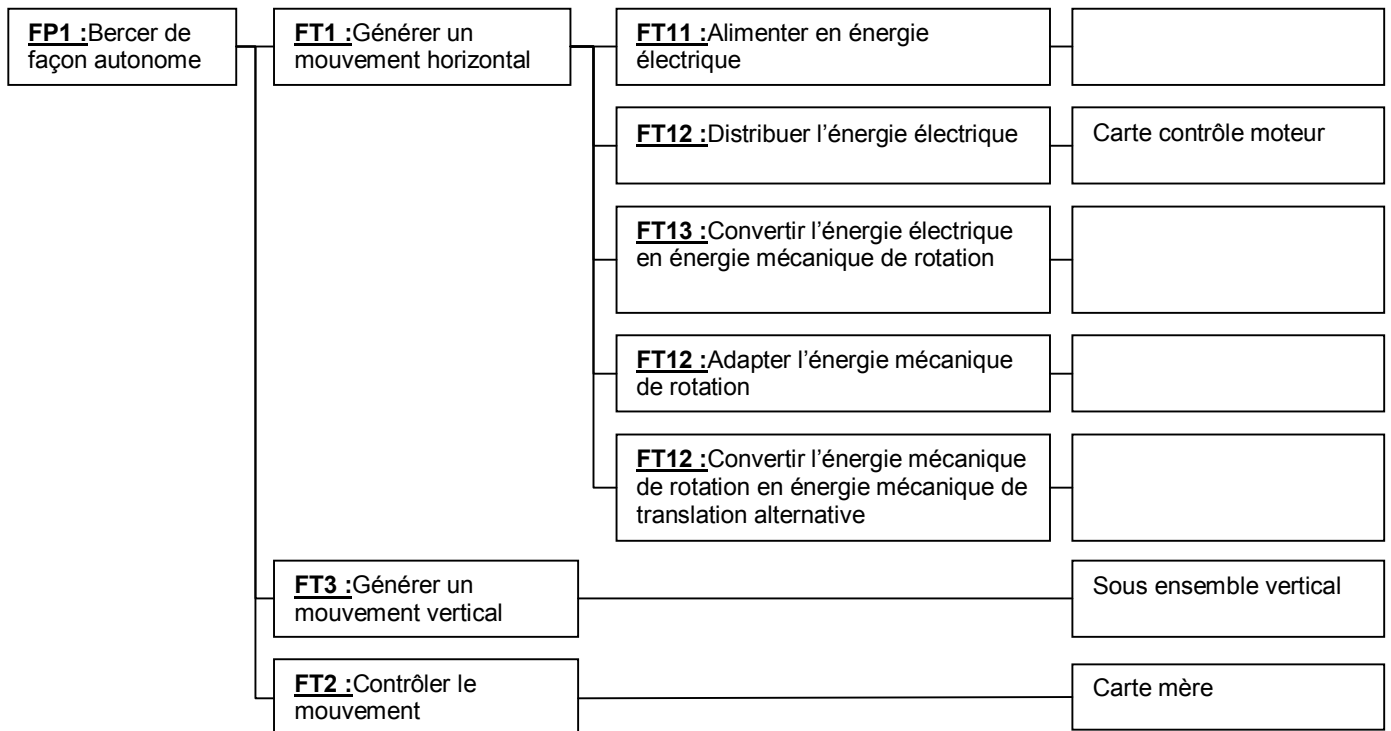 FP1 :Bercer de
façon autonome
FT1 :Générer un
mouvement horizontal
FT11 :Alimenter en énergie
électrique
FT12 :Distribuer l’énergie électrique
Carte contrôle moteur
FT13 :Convertir l’énergie électrique
en énergie mécanique de rotation
FT12 :Adapter l’énergie mécanique
de rotation
FT12 :Convertir l’énergie mécanique
de rotation en énergie mécanique de
translation alternative
FT3 :Générer un
mouvement vertical
Sous ensemble vertical
FT2 :Contrôler le
mouvement
Carte mère